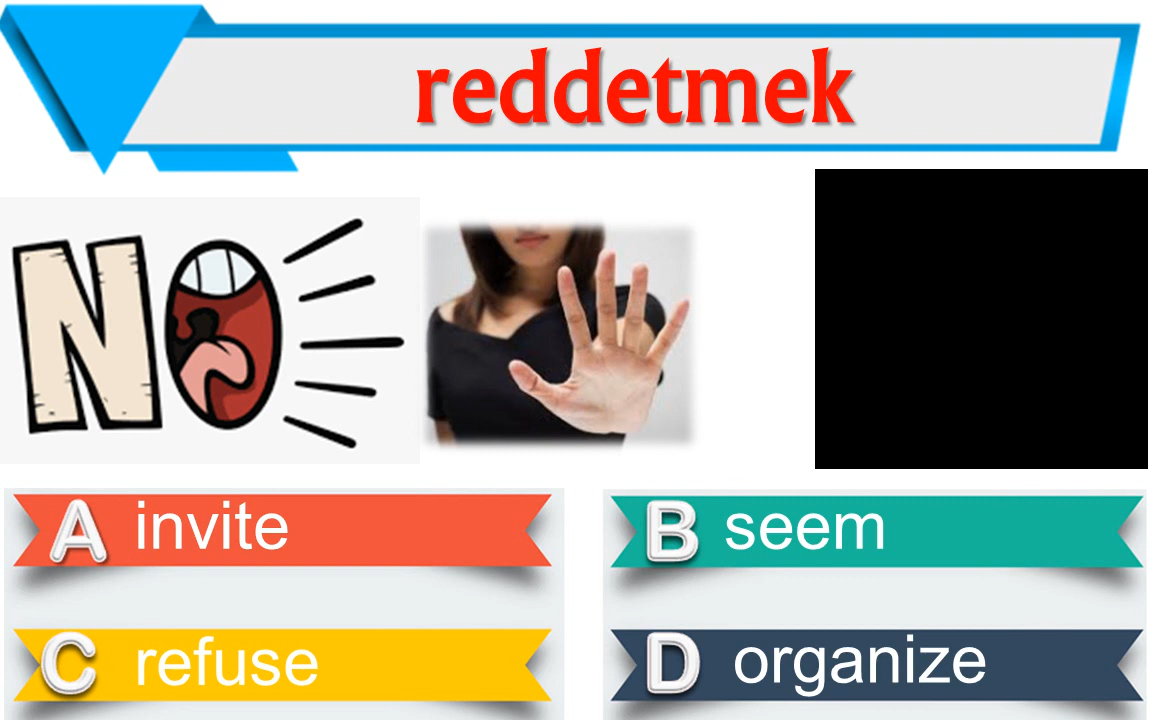 reddetmek
NO
A invite
B seem
C refuse
D organize